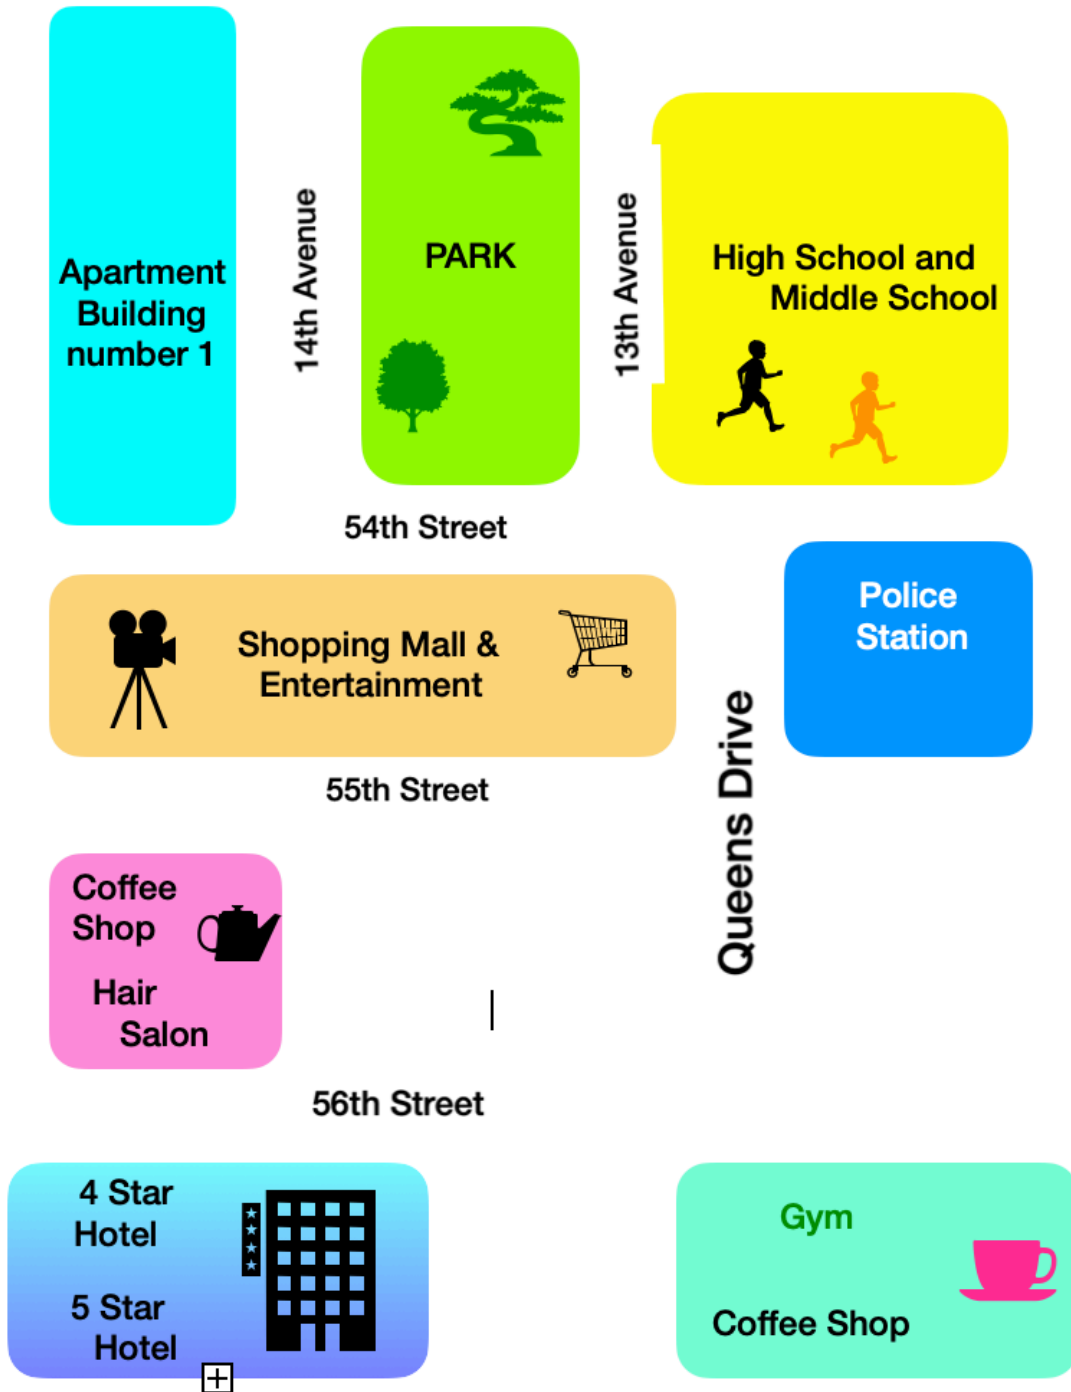 Apartment
Building
number 1
14th Avenue
PARK
13th Avenue
High School and
Middle School
54th Street
Shopping Mall &
Entertainment
Police
Station
55th Street
Queens Drive
Coffee
Shop
Hair
Salon
56th Street
4 Star
Hotel
5 Star
Hotel
Gym
Coffee Shop